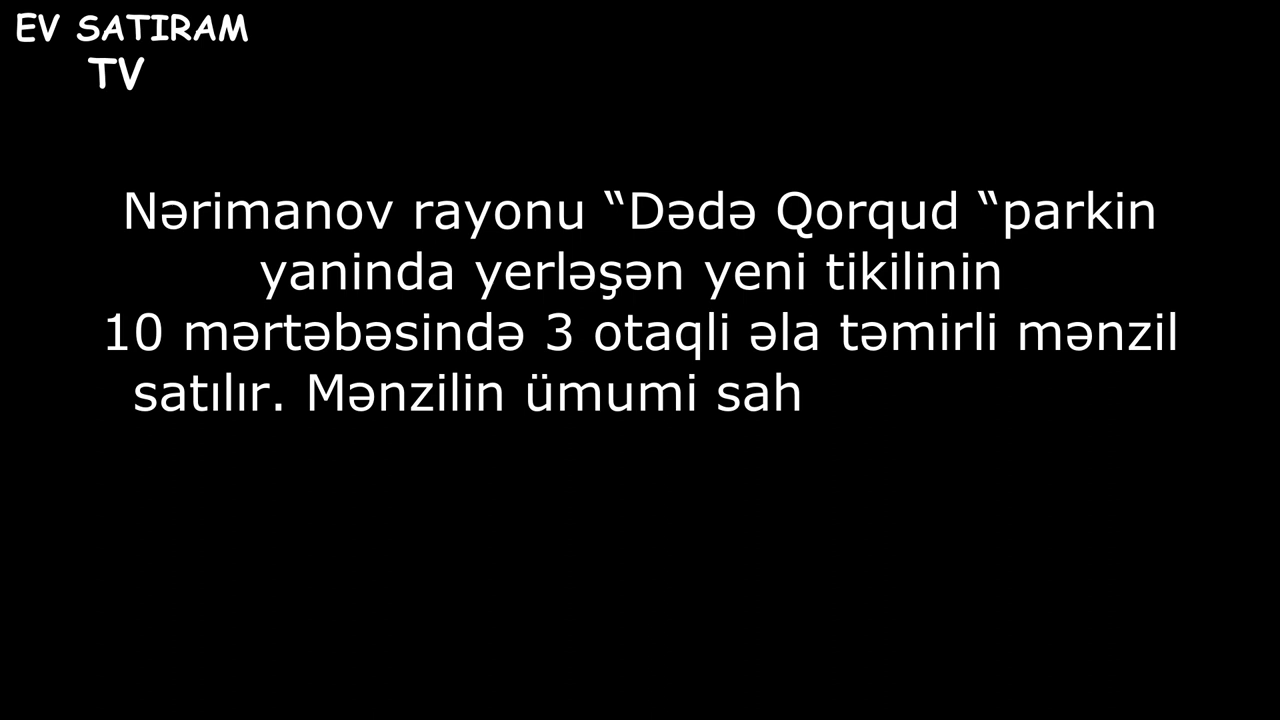 EV SATIRAM
TV
Nərimanov rayonu “Dədə Qorqud “parkin
yaninda yerləşən yeni tikilinin
10 mərtəbəsində 3 otaqli əla təmirli mənzil
satılır. Mənzilin ümumi sah